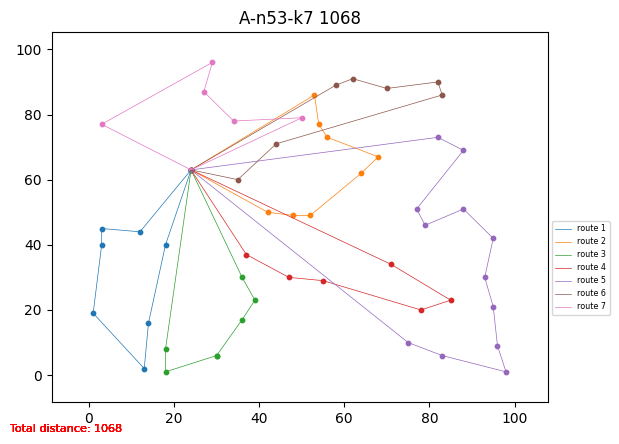 A-n53-k7 1068
100
80
60
40
20
0
0 20 40 60 80 100
route 1
route 2
route 3
route 4
route 5
route 6
route 7
Total distance: 1068